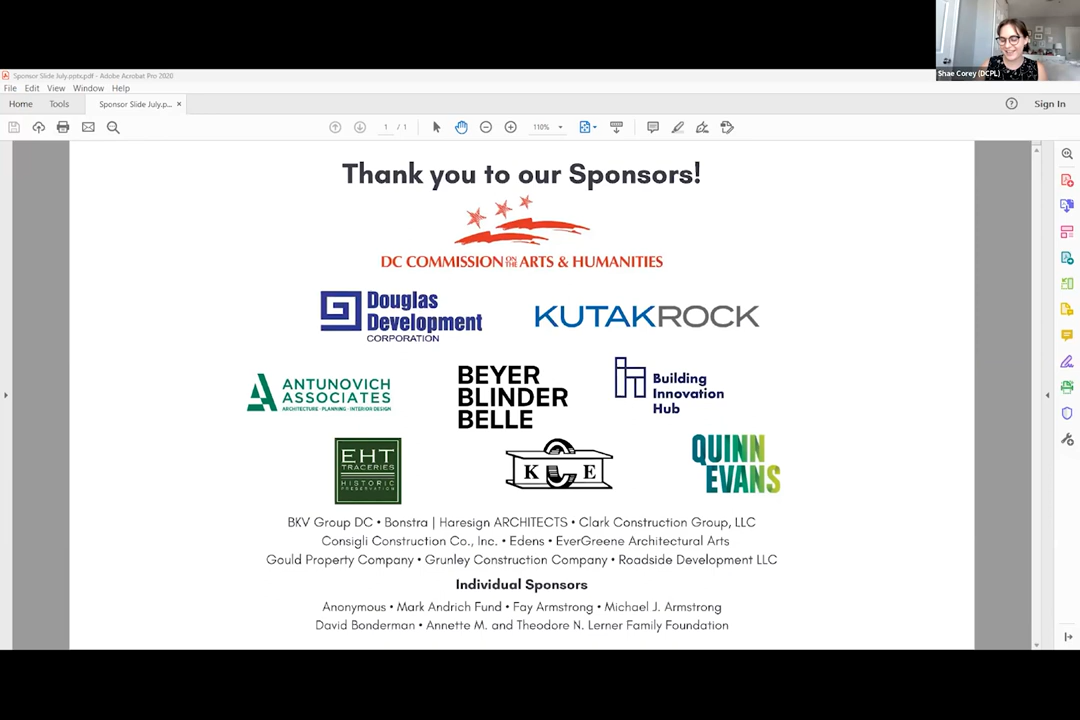 Shae Corey (DCPL)
Sponsor Slide July.pptx.pdf - Adobe Acrobat Pro 2020
File Edit View Window Help
Home Tools Sponsor Slide July.p... × Sign In
1 / 1 110%
Thank you to our Sponsors!
DC COMMISSION ON THE ARTS & HUMANITIES
Douglas
Development
CORPORATION
KUTAKROCK
ANTUNOVICH
ASSOCIATES
ARCHITECTURE · PLANNING · INTERIOR DESIGN
BEYER
BLINDER
BELLE
Building
Innovation
Hub
EHT
TRACERIES
HISTORIC
PRESERVATION
K C E
QUINN
EVANS
BKV Group DC • Bonstra | Haresign ARCHITECTS • Clark Construction Group, LLC
Consigli Construction Co., Inc. • Edens • EverGreene Architectural Arts
Gould Property Company • Grunley Construction Company • Roadside Development LLC
Individual Sponsors
Anonymous • Mark Andrich Fund • Fay Armstrong • Michael J. Armstrong
David Bonderman • Annette M. and Theodore N. Lerner Family Foundation